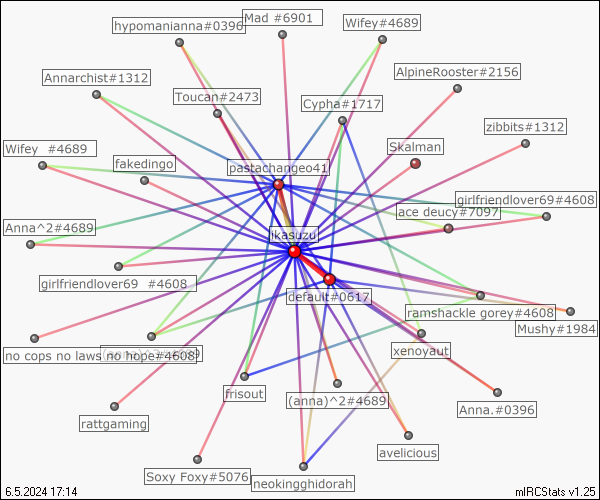 hypomanianna#0396
Mad #6901
Wifey#4689
Annarchist#1312
AlpineRooster#2156
Toucan#2473
Cypha#1717
zibbits#1312
Skalman
Wifey #4689
fakedingo
pastachangeo41
girlfriendlover69#4608
ace deucy#7097
Anna^2#4689
ikasuzu
girlfriendlover69 #4608
default#0617
ramshackle gorey#4608
Mushy#1984
no cops no laws no hopes#4608
xenoyaut
frisout
(anna)^2#4689
Anna.#0396
rattgaming
avelicious
Soxy Foxy#5076
neokingghidorah
6.5.2024 17:14
mIRCStats v1.25